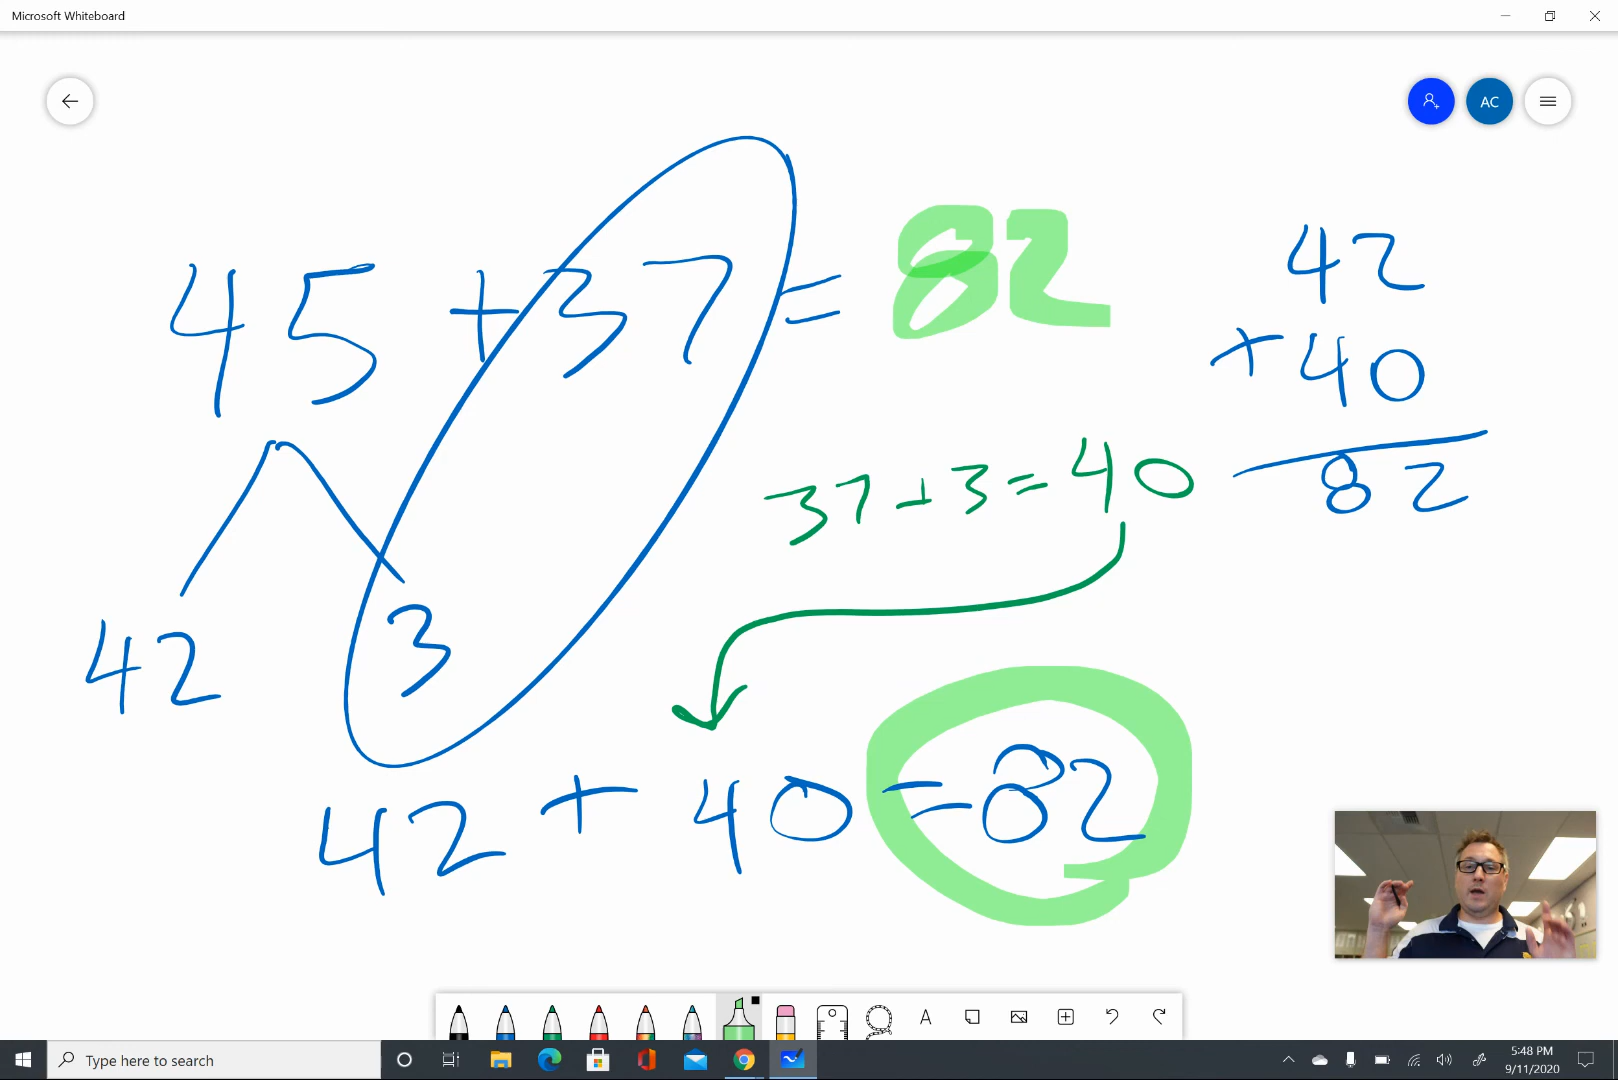 Microsoft Whiteboard
AC
45 + 37 = 82
42
+ 40
82
37 + 3 = 40
42 3
42 + 40 = 82
A
Type here to search
5:48 PM
9/11/2020